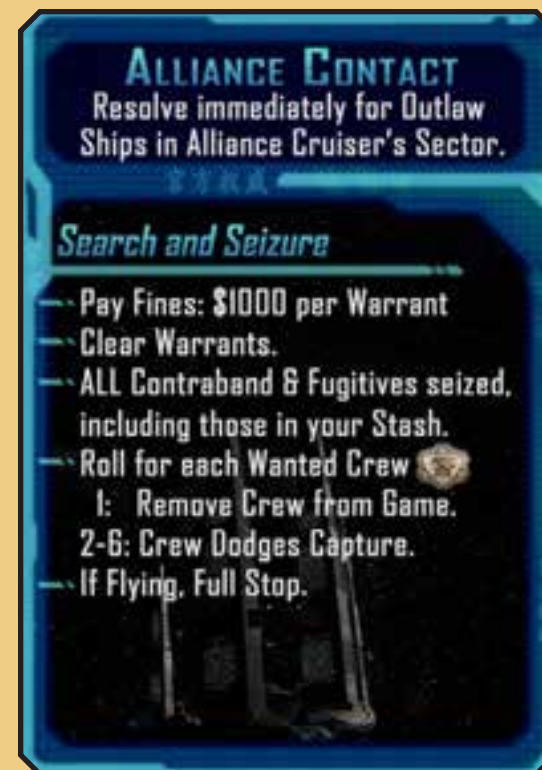 ALLIANCE CONTACT
Resolve immediately for Outlaw
Ships in Alliance Cruiser's Sector.
Search and Seizure
Pay Fines: $1000 per Warrant
Clear Warrants.
ALL Contraband & Fugitives seized,
including those in your Stash.
Roll for each Wanted Crew
1: Remove Crew from Game.
2-6: Crew Dodges Capture.
If Flying, Full Stop.